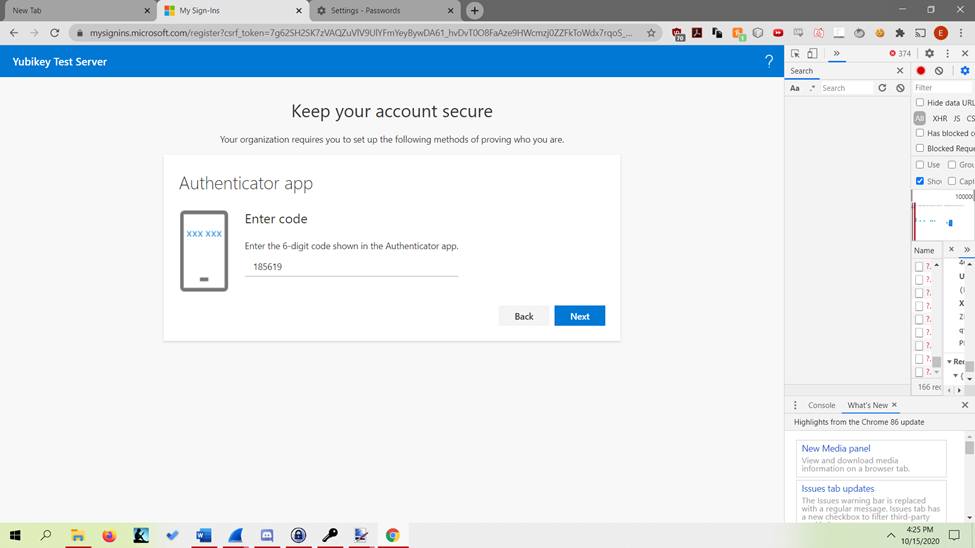 New Tab
My Sign-Ins
Settings - Passwords
mysignins.microsoft.com/register?csrf_token=7g62SH2SK7zVAQZuVlV9UlYFmYeyBywDA61_hvDvT0O8FaAze9HWcmzj0ZZFkToWdx7rqoS_...
70
1
E
Yubikey Test Server
?
Keep your account secure
Your organization requires you to set up the following methods of proving who you are.
Authenticator app
XXX XXX
Enter code
Enter the 6-digit code shown in the Authenticator app.
185619
Back
Next
374
Search
Aa
.*
Search
Filter
Hide data URL
All
XHR
JS
CS
Has blocked c
Blocked Reque
Use
Grou
Show
Capt
100000
Name
?.
?.
?.
?.
?.
?.
?.
?.
?.
U
(
X
Z
q
P
Rec
{
166 rec
Console
What's New
Highlights from the Chrome 86 update
New Media panel
View and download media
information on a browser tab.
Issues tab updates
The Issues warning bar is replaced
with a regular message. Issues tab has
a new checkbox to filter third-party
4:25 PM
10/15/2020